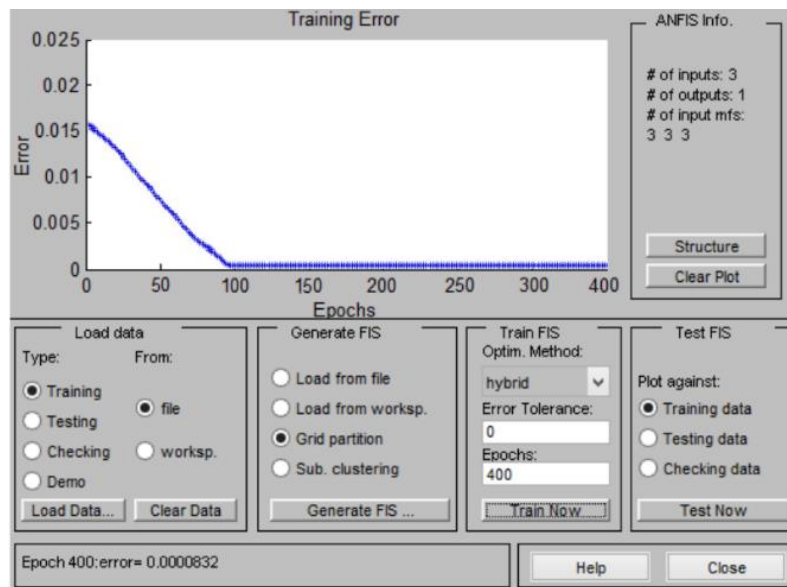 Training Error
0.025
0.02
0.015
0.01
0.005
0
Error
0 50 100 150 200 250 300 350 400
Epochs
ANFIS Info.
# of inputs: 3
# of outputs: 1
# of input mfs:
3 3 3
Structure
Clear Plot
Load data
Type: From:
Training
Testing
Checking
Demo
file
worksp.
Load Data... Clear Data
Generate FIS
Load from file
Load from worksp.
Grid partition
Sub. clustering
Generate FIS ...
Train FIS
Optim. Method:
hybrid
Error Tolerance:
0
Epochs:
400
Train Now
Test FIS
Plot against:
Training data
Testing data
Checking data
Test Now
Epoch 400:error= 0.0000832
Help Close